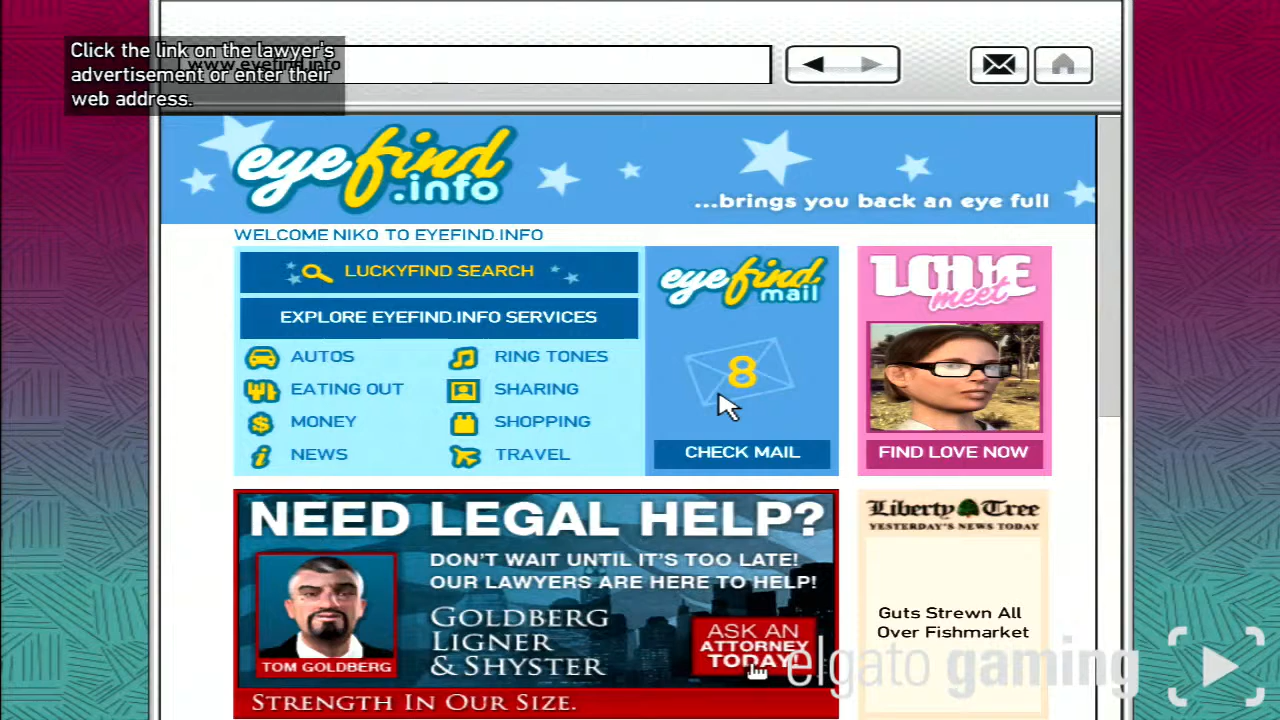 Click the link on the lawyer's
advertisement or enter their
web address.
www.eyefind.info
eyefind
.info
...brings you back an eye full
WELCOME NIKO TO EYEFIND.INFO
LUCKYFIND SEARCH
EXPLORE EYEFIND.INFO SERVICES
AUTOS
RING TONES
EATING OUT
SHARING
MONEY
SHOPPING
NEWS
TRAVEL
eyefind
mail
8
CHECK MAIL
LOVE
meet
FIND LOVE NOW
NEED LEGAL HELP?
DON'T WAIT UNTIL IT'S TOO LATE!
OUR LAWYERS ARE HERE TO HELP!
GOLDBERG
LIGNER
& SHYSTER
TOM GOLDBERG
ASK AN
ATTORNEY
TODAY!
STRENGTH IN OUR SIZE.
Liberty Tree
YESTERDAY'S NEWS TODAY
Guts Strewn All
Over Fishmarket
elgato gaming